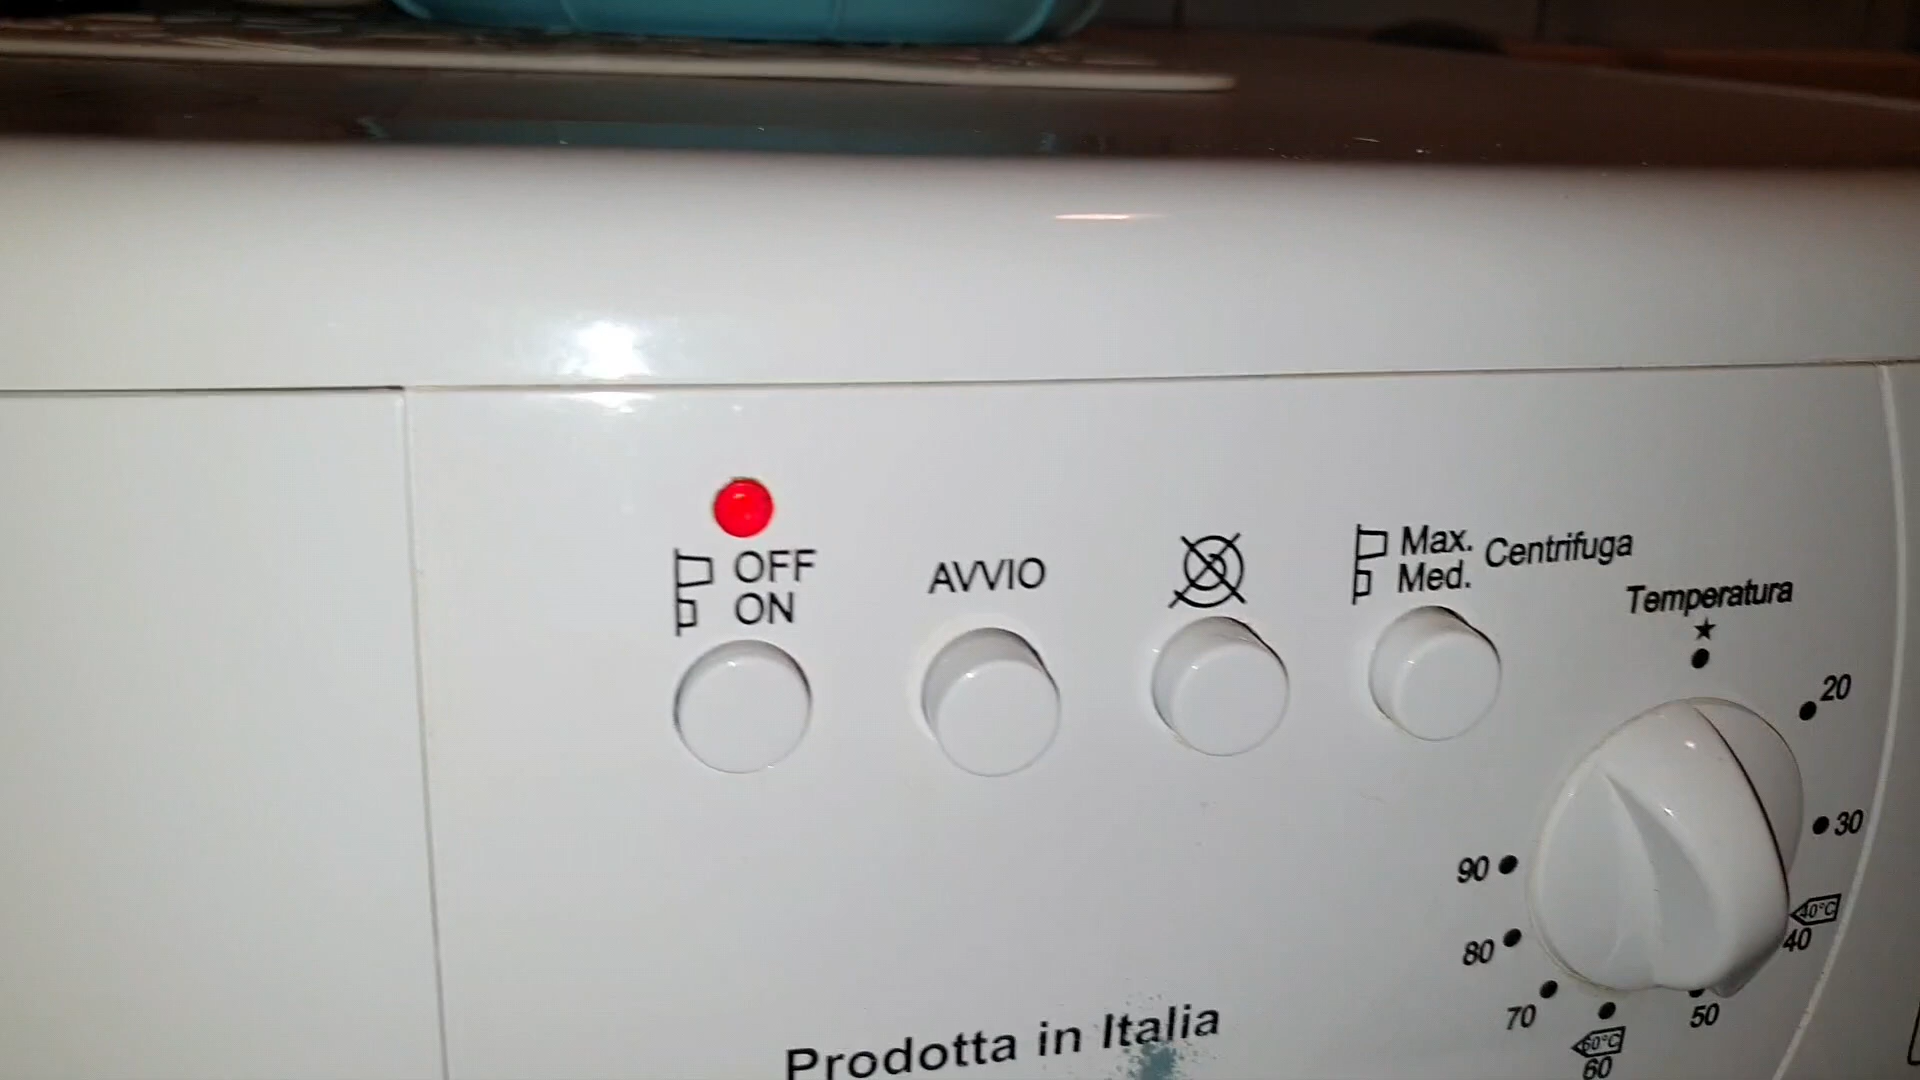 OFF
ON
AVVIO
Max.
Med.
Centrifuga
Temperatura
20
30
40°C
40
50
60°C
60
70
80
90
Prodotta in Italia